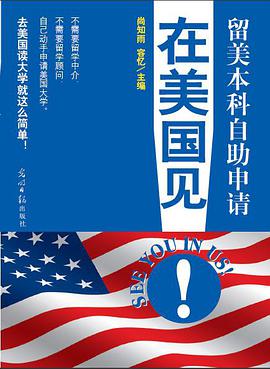 留美本科自助申请
在美国见
尚知雨 容忆／主编
不需要留学中介
不需要留学顾问
自己动手申请美国大学。
去美国读大学就这么简单！
光明日报出版社
SEE YOU IN US!
!